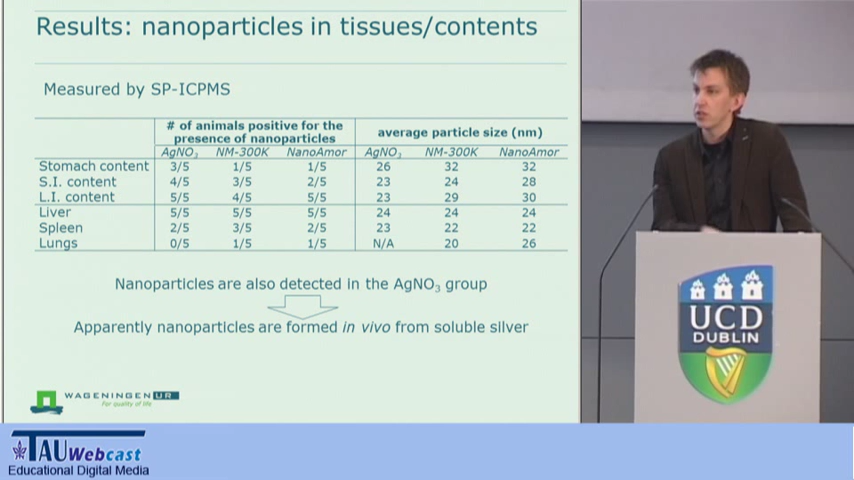 Results: nanoparticles in tissues/contents
Measured by SP-ICPMS
# of animals positive for the presence of nanoparticles average particle size (nm)
AgNO3 NM-300K NanoAmor AgNO3 NM-300K NanoAmor
Stomach content 3/5 1/5 1/5 26 32 32
S.I. content 4/5 3/5 2/5 23 24 28
L.I. content 5/5 4/5 5/5 23 29 30
Liver 5/5 5/5 5/5 24 24 24
Spleen 2/5 3/5 2/5 23 22 22
Lungs 0/5 1/5 1/5 N/A 20 26
Nanoparticles are also detected in the AgNO3 group
Apparently nanoparticles are formed in vivo from soluble silver
WAGENINGEN UR
For quality of life
UCD
DUBLIN
TAU Webcast
Educational Digital Media